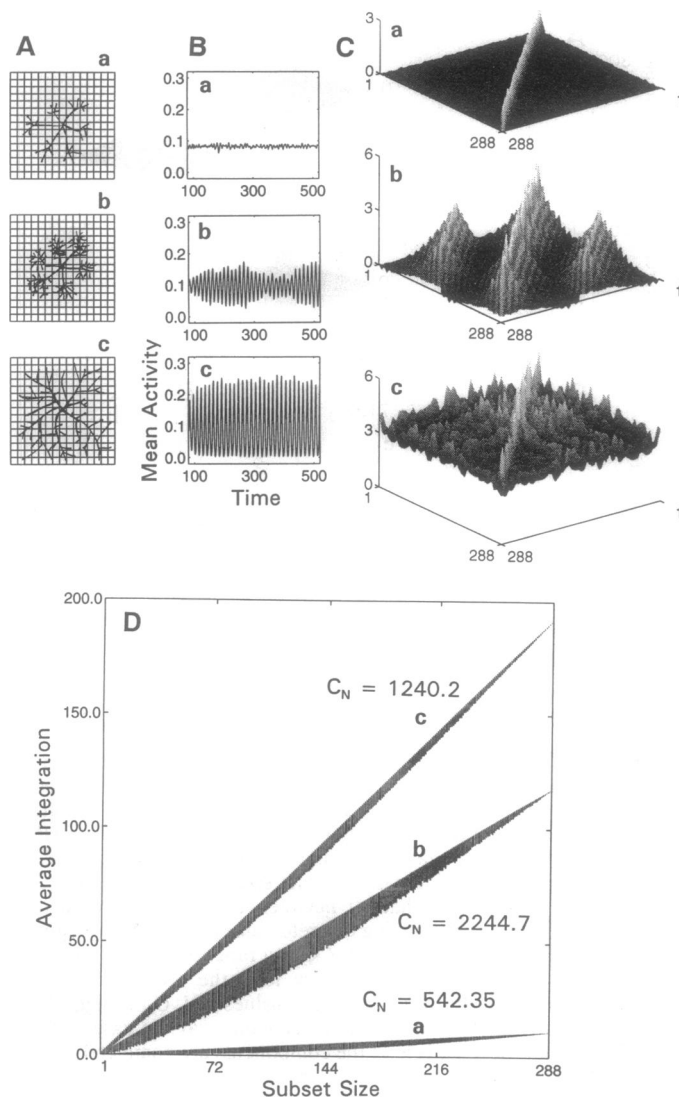 A
a
b
c
B
a
0.3
0.2
0.1
0.0
100 300 500
b
0.3
0.2
0.1
0.0
100 300 500
c
0.3
0.2
0.1
0.0
100 300 500
Mean Activity
Time
C
a
3
0
288 288
b
6
3
0
1
288 288
c
6
3
0
1
288 288
D
200.0
150.0
100.0
50.0
0.0
Average Integration
C_N = 1240.2
c
b
C_N = 2244.7
C_N = 542.35
a
1 72 144 216 288
Subset Size